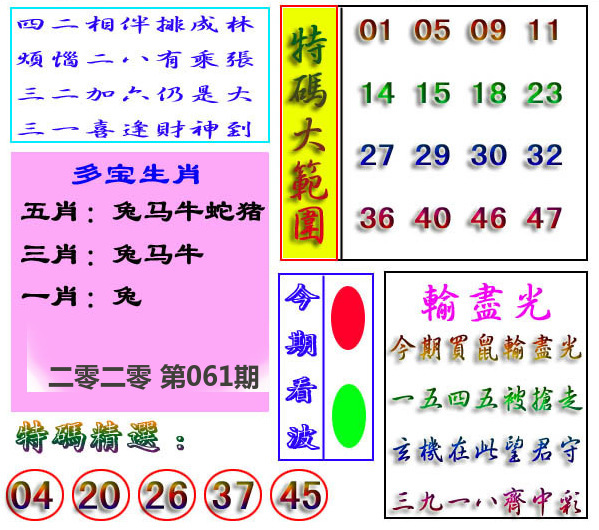 四二相伴排成林
煩惱二八有乘張
三二加六仍是大
三一喜逢財神到
多宝生肖
五肖：兔马牛蛇猪
三肖：兔马牛
一肖：兔
二零二零 第061期
特碼大範圍
01 05 09 11
14 15 18 23
27 29 30 32
36 40 46 47
今期看波
輸盡光
今期買鼠輸盡光
一五四五被搶走
玄機在此望君守
三九一八齊中彩
特碼精選：
04 20 26 37 45